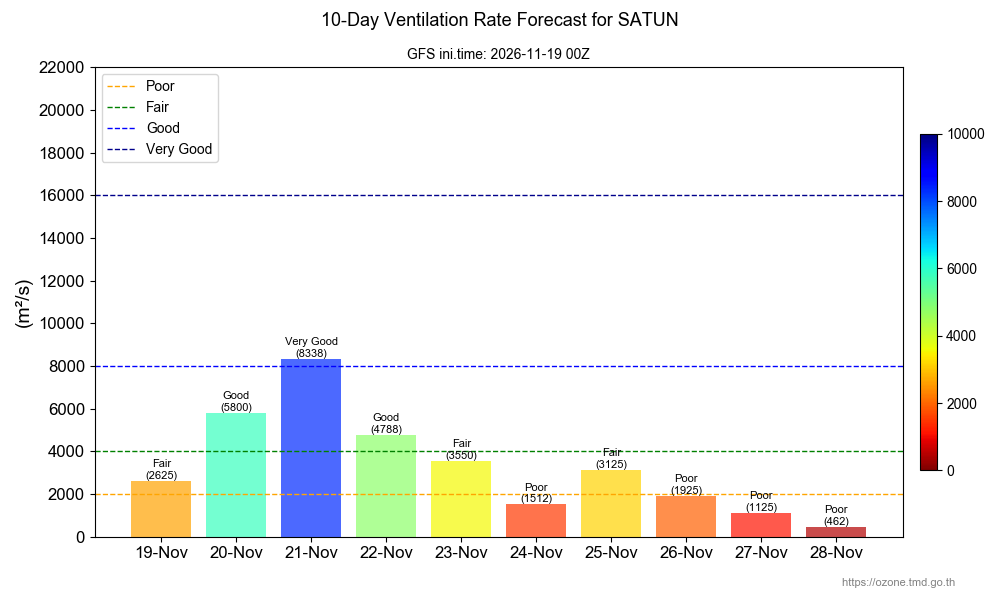 10-Day Ventilation Rate Forecast for SATUN
GFS ini.time: 2026-11-19 00Z
22000
20000
18000
16000
14000
12000
10000
8000
6000
4000
2000
0
(m²/s)
Poor
Fair
Good
Very Good
Fair
(2625)
Good
(5800)
Very Good
(8338)
Good
(4788)
Fair
(3550)
Poor
(1512)
Fair
(3125)
Poor
(1925)
Poor
(1125)
Poor
(462)
19-Nov 20-Nov 21-Nov 22-Nov 23-Nov 24-Nov 25-Nov 26-Nov 27-Nov 28-Nov
10000
8000
6000
4000
2000
0
https://ozone.tmd.go.th